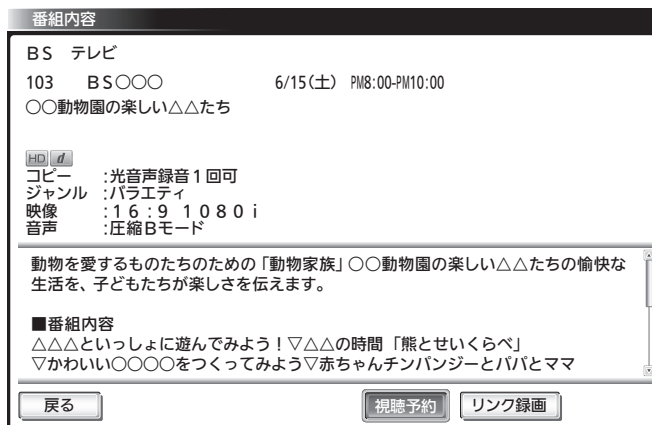 番組内容
BS テレビ
103 BS○○○ 6/15(土) PM8:00-PM10:00
○○動物園の楽しい△△たち
HD d
コピー :光音声録音1回可
ジャンル :バラエティ
映像 :16:9 1080i
音声 :圧縮Bモード
動物を愛するものたちのための「動物家族」○○動物園の楽しい△△たちの愉快な
生活を、子どもたちが楽しさを伝えます。
■番組内容
△△△といっしょに遊んでみよう!▽△△の時間「熊とせいくらべ」
▽かわいい○○○○をつくってみよう▽赤ちゃんチンパンジーとパパとママ
戻る 視聴予約 リンク録画